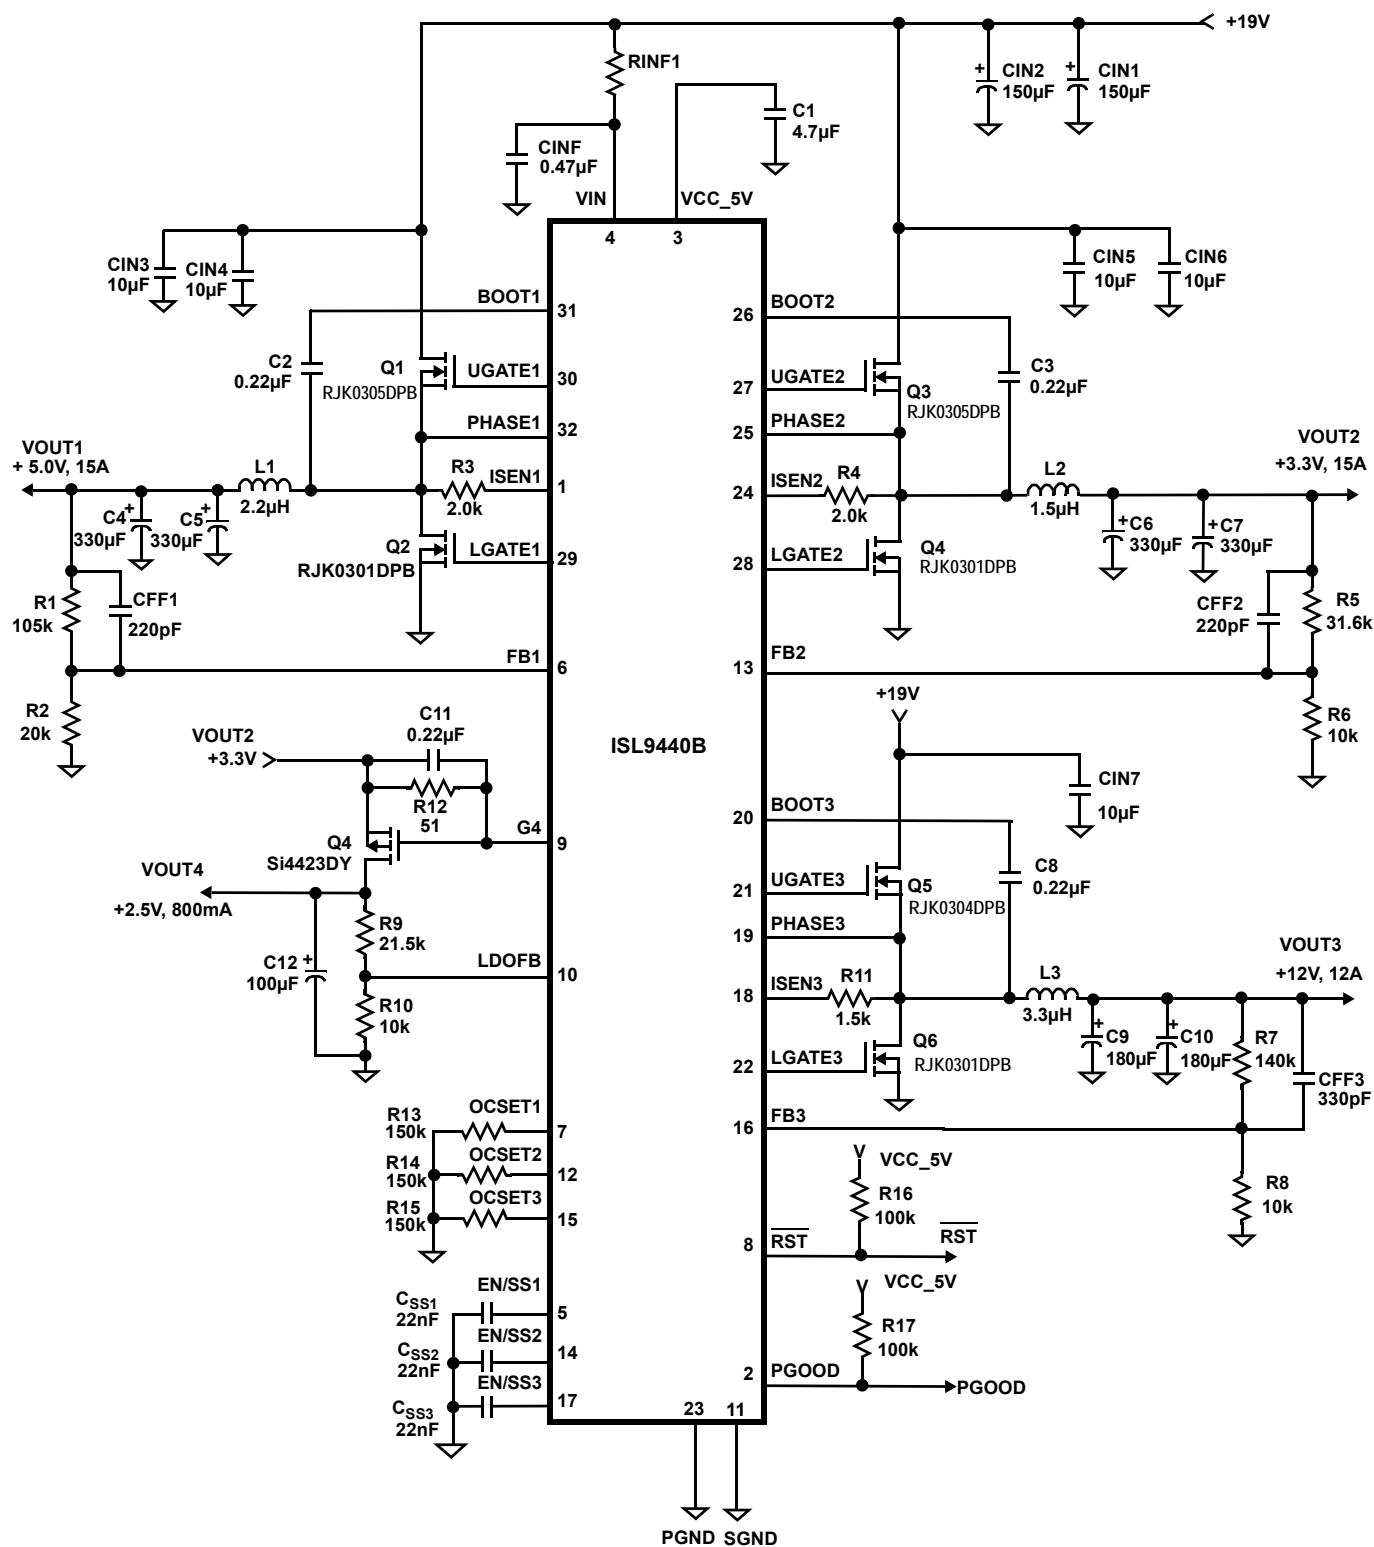 +19V
RINF1
CIN2
150µF
CIN1
150µF
C1
4.7µF
CINF
0.47µF
VIN
VCC_5V
4
3
CIN3
10µF
CIN4
10µF
CIN5
10µF
CIN6
10µF
BOOT1
31
26
BOOT2
C2
0.22µF
Q1
RJK0305DPB
UGATE1
30
27
UGATE2
Q3
RJK0305DPB
C3
0.22µF
PHASE1
32
25
PHASE2
VOUT1
+ 5.0V, 15A
L1
2.2µH
R3
2.0k
ISEN1
1
24
ISEN2
R4
2.0k
L2
1.5µH
VOUT2
+3.3V, 15A
C4
+
330µF
C5
+
330µF
Q2
RJK0301DPB
LGATE1
29
28
LGATE2
Q4
RJK0301DPB
+C6
330µF
+C7
330µF
R1
105k
CFF1
220pF
CFF2
220pF
R5
31.6k
FB1
6
13
FB2
R2
20k
R6
10k
ISL9440B
VOUT2
+3.3V
C11
0.22µF
R12
51
+19V
CIN7
10µF
Q4
Si4423DY
G4
9
20
BOOT3
VOUT4
+2.5V, 800mA
21
UGATE3
Q5
RJK0304DPB
C8
0.22µF
R9
21.5k
19
PHASE3
C12
+
100µF
LDOFB
10
18
ISEN3
R11
1.5k
L3
3.3µH
VOUT3
+12V, 12A
R10
10k
22
LGATE3
Q6
RJK0301DPB
+
C9
180µF
+
C10
180µF
R7
140k
CFF3
330pF
R13
150k
OCSET1
7
16
FB3
R14
150k
OCSET2
12
VCC_5V
R16
100k
R15
150k
OCSET3
15
R8
10k
8
RST
RST
CSS1
22nF
EN/SS1
5
VCC_5V
R17
100k
CSS2
22nF
EN/SS2
14
2
PGOOD
PGOOD
CSS3
22nF
EN/SS3
17
23
11
PGND
SGND